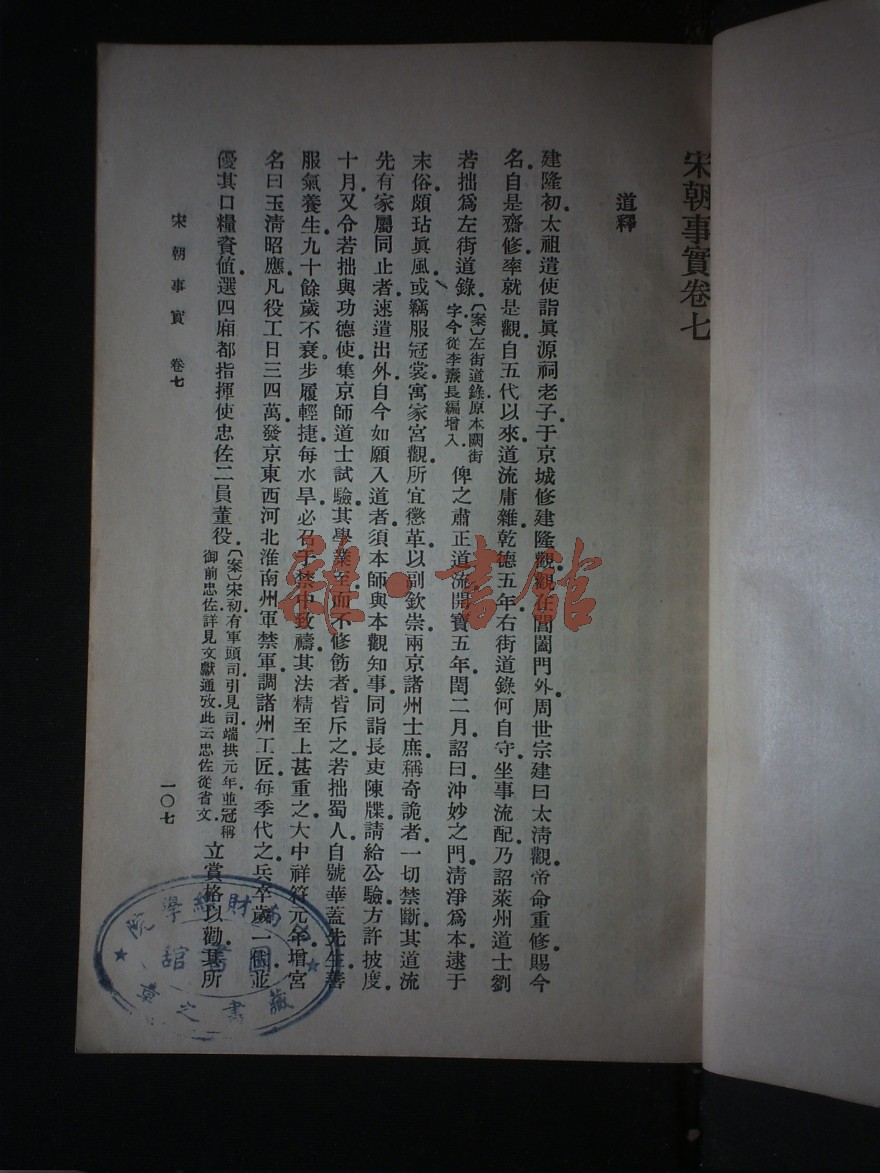 宋朝事實卷七
道釋
建隆初太祖遣使詣眞源祠老子于京城修建隆觀觀在閶闔門外周世宗建曰太淸觀帝命重修賜今
名自是齋修率就是觀自五代以來道流庸雜乾德五年右街道錄何自守坐事流配乃詔萊州道士劉
若拙爲左街道錄〔案〕左街道錄原本闕街字今從李燾長編增入俾之肅正道流開寶五年閏二月詔曰沖妙之門淸淨爲本逮于
末俗頗玷眞風或竊服冠裳寓家宮觀所宜懲革以副欽崇兩京諸州士庶稱奇詭者一切禁斷其道流
先有家屬同止者速遣出外自今如願入道者須本師與本觀知事同詣長吏陳牒請給公驗方許披度
十月又令若拙與功德使集京師道士試驗其學業至而不修飭者皆斥之若拙蜀人自號華蓋先生善
服氣養生九十餘歲不衰步履輕捷每水旱必召于禁中致禱其法精至上甚重之大中祥符元年增宮
名曰玉淸昭應凡役工日三四萬發京東西河北淮南州軍禁軍調諸州工匠每季代之兵卒歲一代並
優其口糧資値選四廂都指揮使忠佐二員董役〔案〕宋初有軍頭司引見司端拱元年並冠稱御前忠佐詳見文獻通攷此云忠佐從省文立賞格以勸其所
宋朝事實 卷七
一〇七
雜·書館
財經學院
圖書館
藏書之章